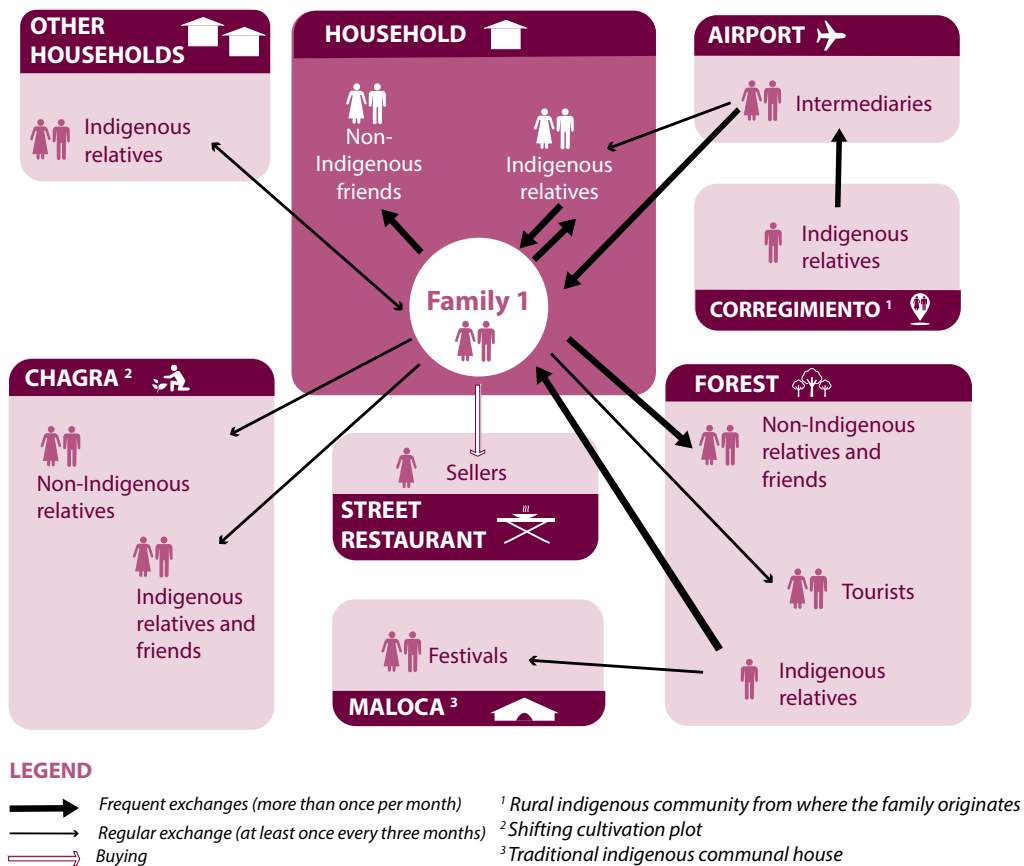 OTHER
HOUSEHOLDS
Indigenous
relatives
HOUSEHOLD
Non-
Indigenous
friends
Indigenous
relatives
Family 1
AIRPORT
Intermediaries
Indigenous
relatives
CORREGIMIENTO ¹
CHAGRA ²
Non-Indigenous
relatives
Indigenous
relatives and
friends
Sellers
STREET
RESTAURANT
Festivals
MALOCA ³
FOREST
Non-Indigenous
relatives and
friends
Tourists
Indigenous
relatives
LEGEND
Frequent exchanges (more than once per month)
Regular exchange (at least once every three months)
Buying
¹ Rural indigenous community from where the family originates
² Shifting cultivation plot
³ Traditional indigenous communal house